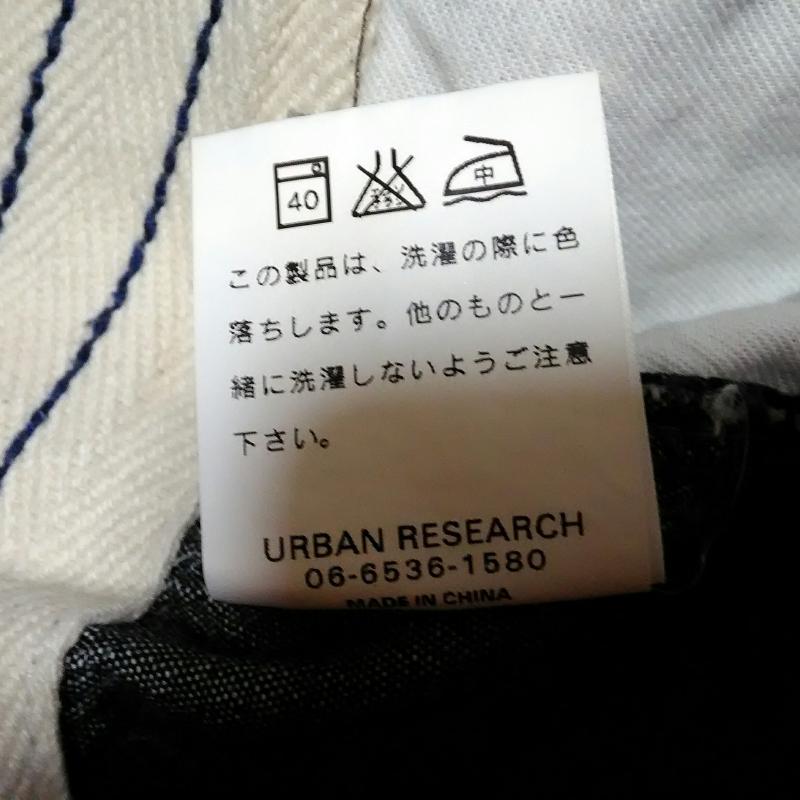 40
中
この製品は、洗濯の際に色
落ちします。他のものと一
緒に洗濯しないようご注意
下さい。
URBAN RESEARCH
06-6536-1580
MADE IN CHINA